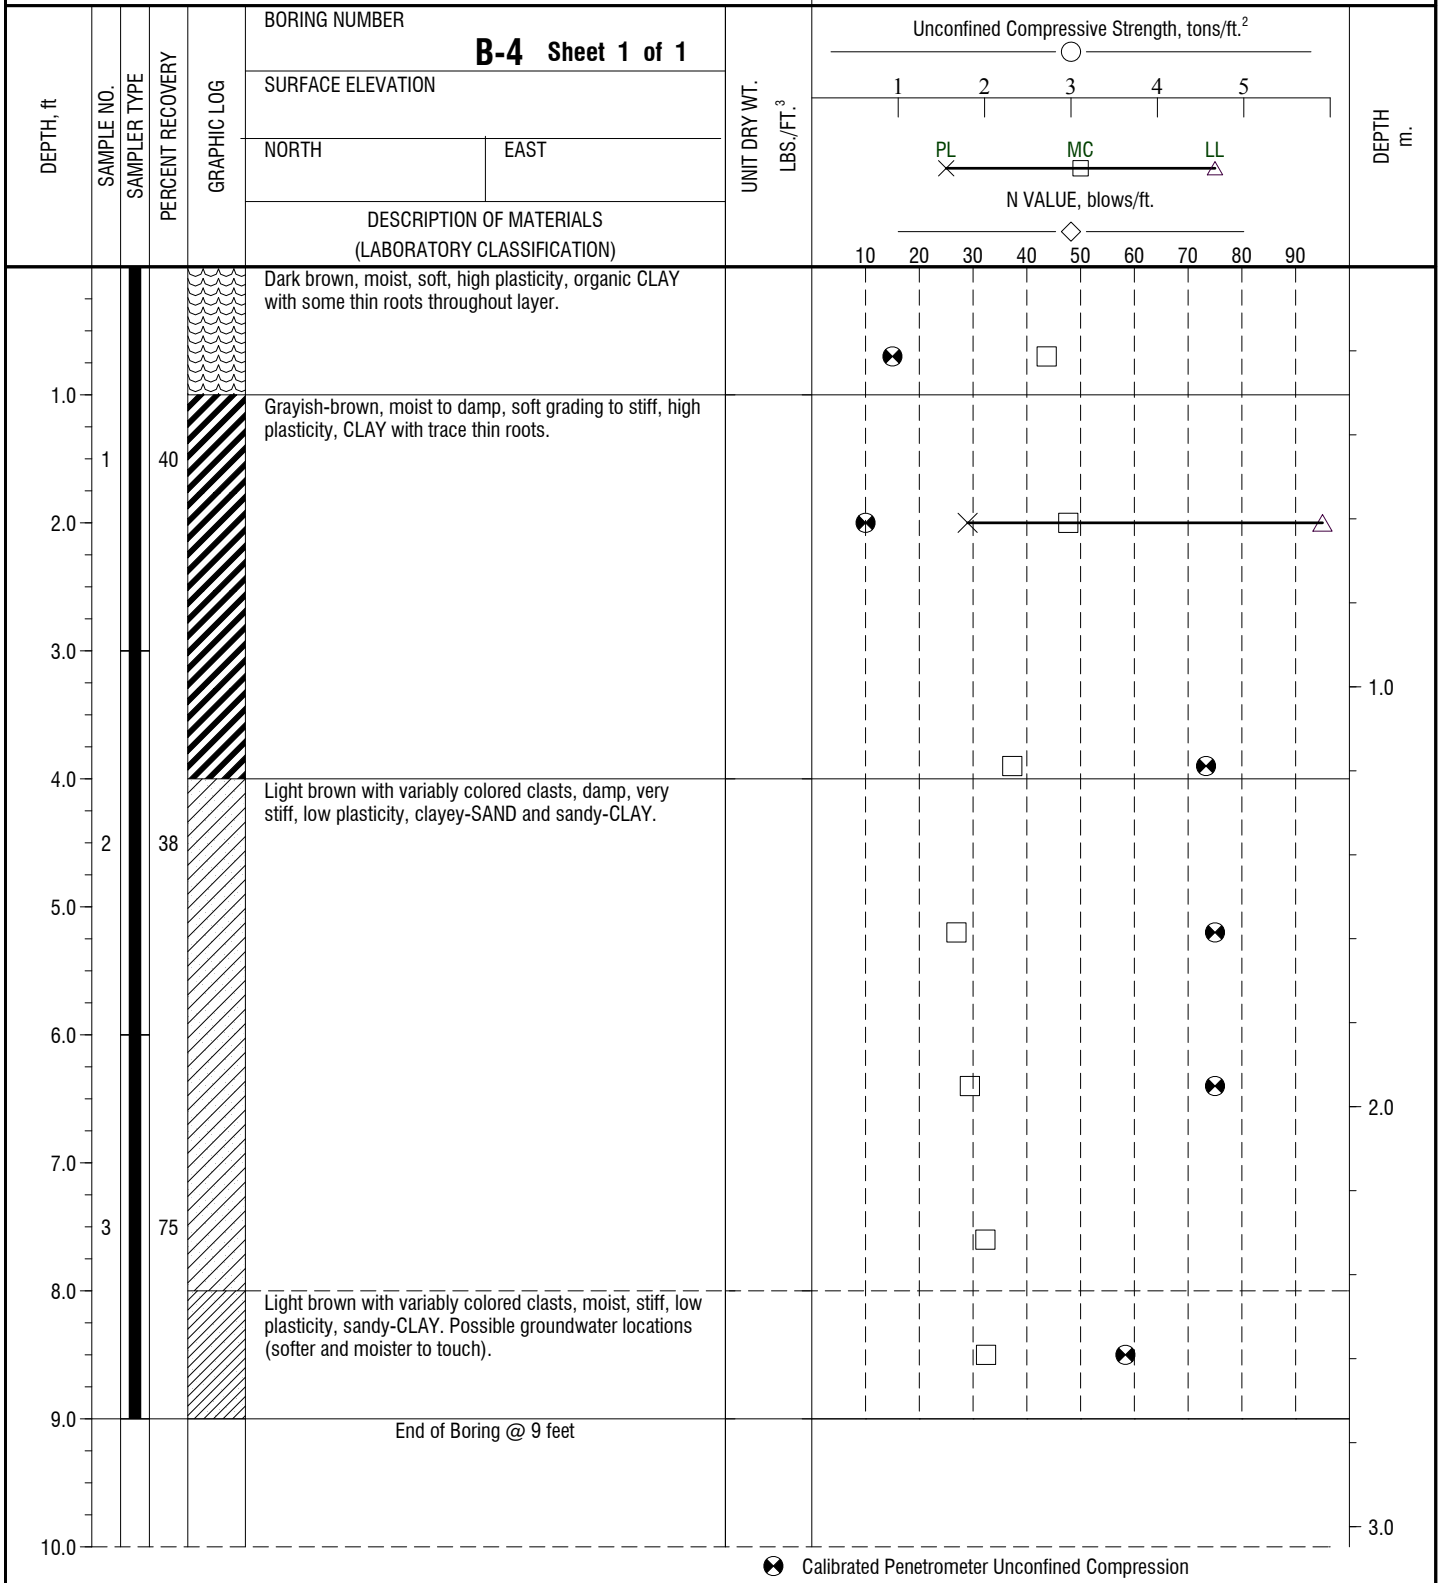 BORING NUMBER
B-4 Sheet 1 of 1
SURFACE ELEVATION
NORTH
EAST
DESCRIPTION OF MATERIALS
(LABORATORY CLASSIFICATION)
DEPTH, ft
SAMPLE NO.
SAMPLER TYPE
PERCENT RECOVERY
GRAPHIC LOG
UNIT DRY WT.
LBS./FT.³
Unconfined Compressive Strength, tons/ft.²
1 2 3 4 5
PL MC LL
N VALUE, blows/ft.
10 20 30 40 50 60 70 80 90
DEPTH
m.
Dark brown, moist, soft, high plasticity, organic CLAY
with some thin roots throughout layer.
1.0
Grayish-brown, moist to damp, soft grading to stiff, high
plasticity, CLAY with trace thin roots.
1 40
2.0
3.0
1.0
4.0
Light brown with variably colored clasts, damp, very
stiff, low plasticity, clayey-SAND and sandy-CLAY.
2 38
5.0
6.0
2.0
7.0
3 75
8.0
Light brown with variably colored clasts, moist, stiff, low
plasticity, sandy-CLAY. Possible groundwater locations
(softer and moister to touch).
9.0
End of Boring @ 9 feet
3.0
10.0
Calibrated Penetrometer Unconfined Compression